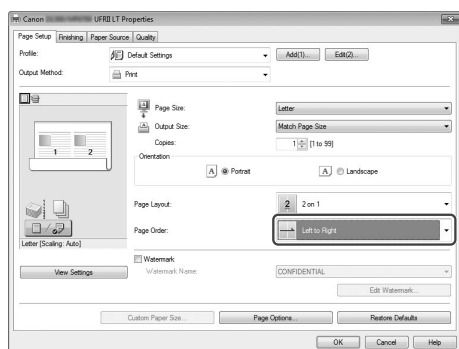 Canon UFRII LT Properties
Page Setup Finishing Paper Source Quality
Profile: Default Settings Add(1)... Edit(2)...
Output Method: Print
Page Size: Letter
Output Size: Match Page Size
Copies: 1 [1 to 99]
Orientation
A Portrait A Landscape
1 2
Page Layout: 2 2 on 1
Page Order: Left to Right
Letter [Scaling: Auto]
Watermark
View Settings Watermark Name: CONFIDENTIAL
Edit Watermark...
Custom Paper Size... Page Options... Restore Defaults
OK Cancel Help